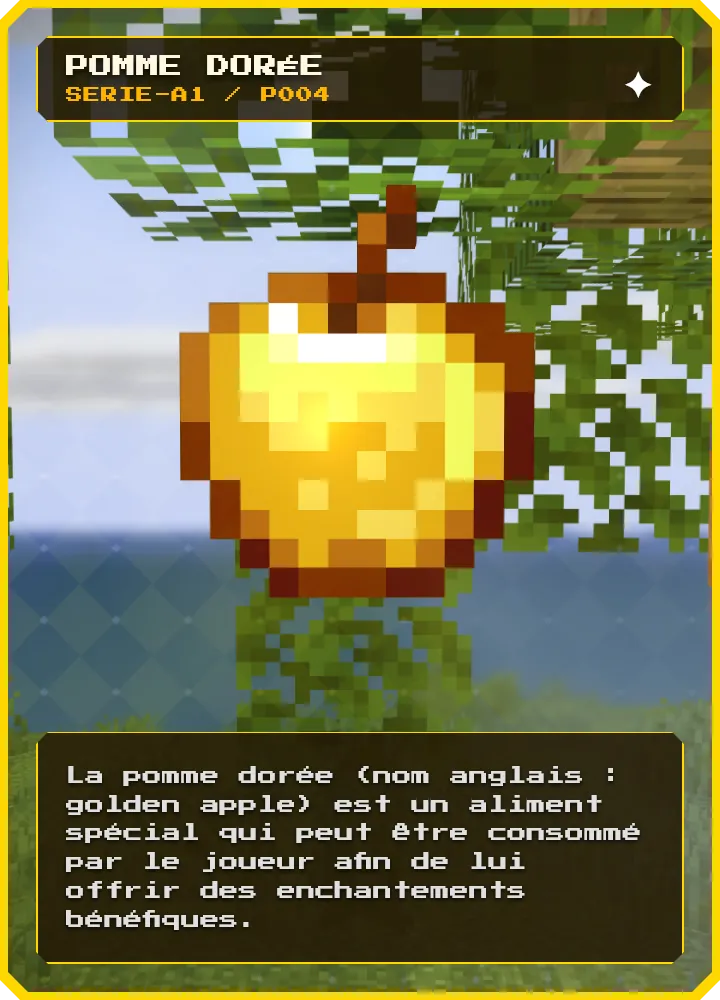 POMME DORéE
SERIE-A1 / P004
La pomme dorée (nom anglais :
golden apple) est un aliment
spécial qui peut être consommé
par le joueur afin de lui
offrir des enchantements
bénéfiques.